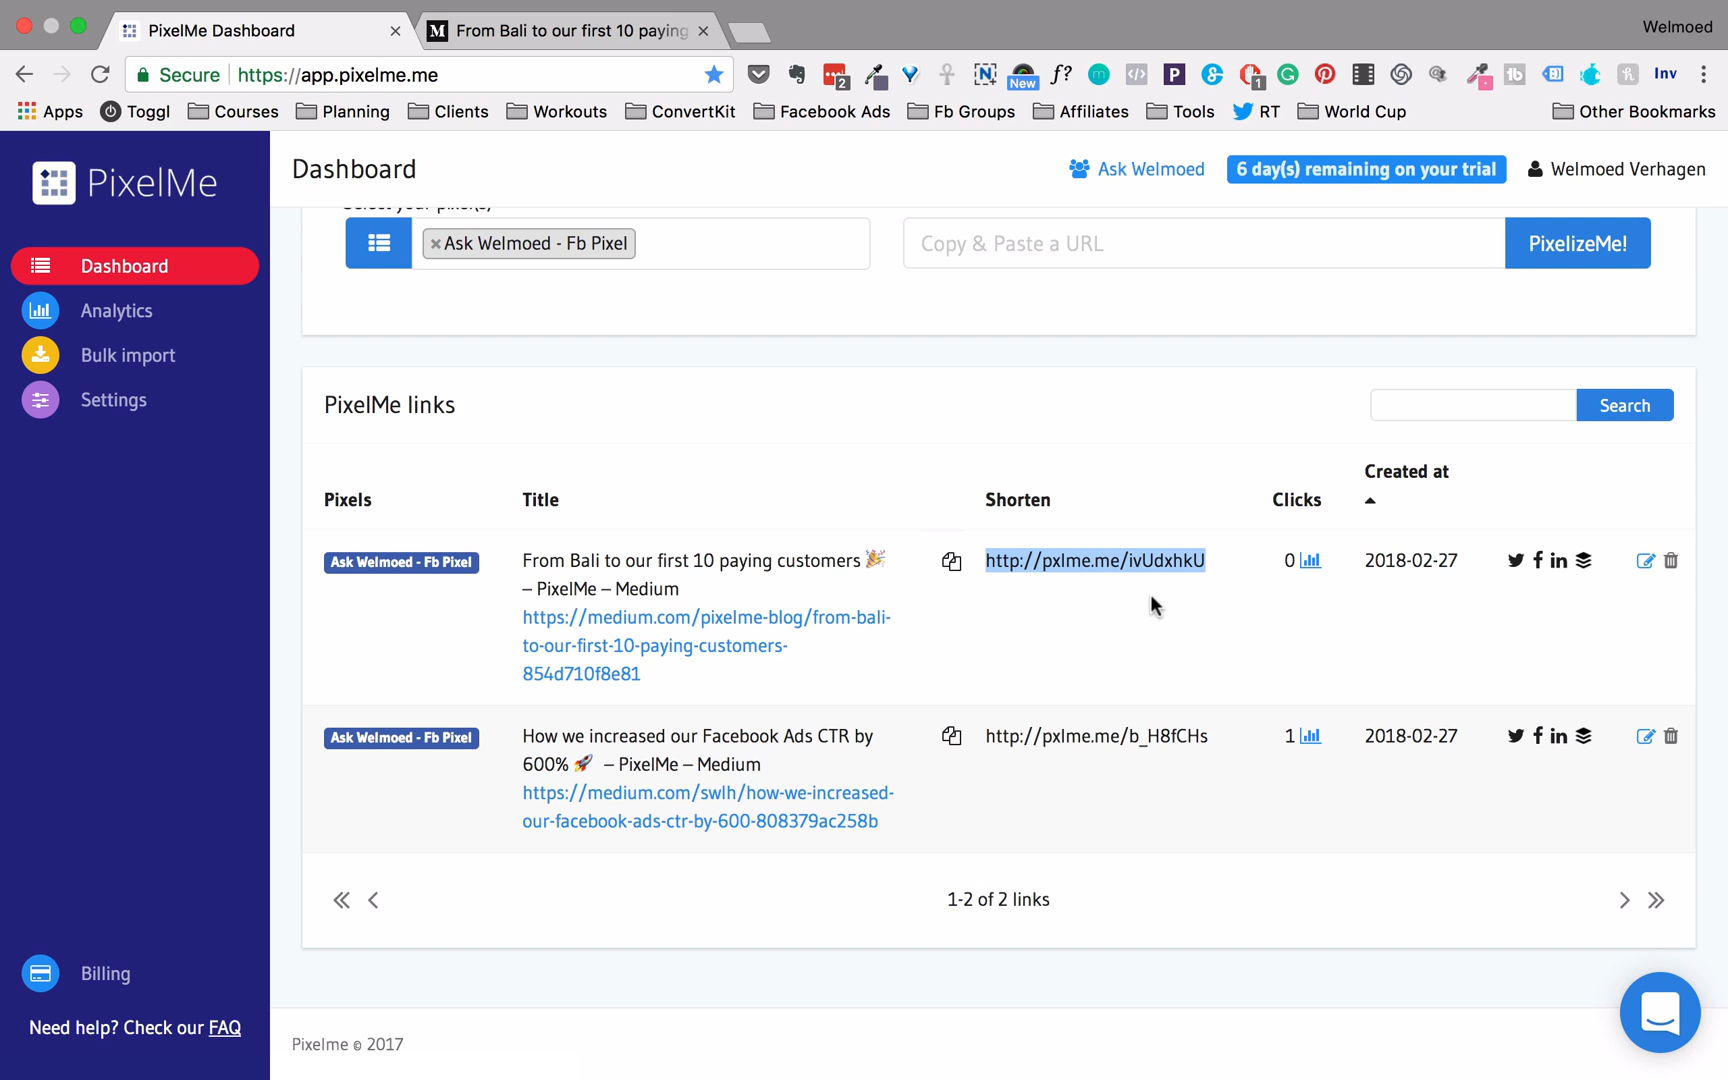 PixelMe Dashboard
From Bali to our first 10 paying
Welmoed
Secure
https://app.pixelme.me
2
New
f?
1
Inv
Apps
Toggl
Courses
Planning
Clients
Workouts
ConvertKit
Facebook Ads
Fb Groups
Affiliates
Tools
RT
World Cup
Other Bookmarks
PixelMe
Dashboard
Ask Welmoed
6 day(s) remaining on your trial
Welmoed Verhagen
Dashboard
Analytics
Bulk import
Settings
Select your pixel(s)
×Ask Welmoed - Fb Pixel
Copy & Paste a URL
PixelizeMe!
PixelMe links
Search
Pixels
Title
Shorten
Clicks
Created at
Ask Welmoed - Fb Pixel
From Bali to our first 10 paying customers 🎉
– PixelMe – Medium
https://medium.com/pixelme-blog/from-bali-
to-our-first-10-paying-customers-
854d710f8e81
http://pxlme.me/ivUdxhkU
0
2018-02-27
Ask Welmoed - Fb Pixel
How we increased our Facebook Ads CTR by
600% 🚀 – PixelMe – Medium
https://medium.com/swlh/how-we-increased-
our-facebook-ads-ctr-by-600-808379ac258b
http://pxlme.me/b_H8fCHs
1
2018-02-27
1-2 of 2 links
Billing
Need help? Check our FAQ
Pixelme © 2017